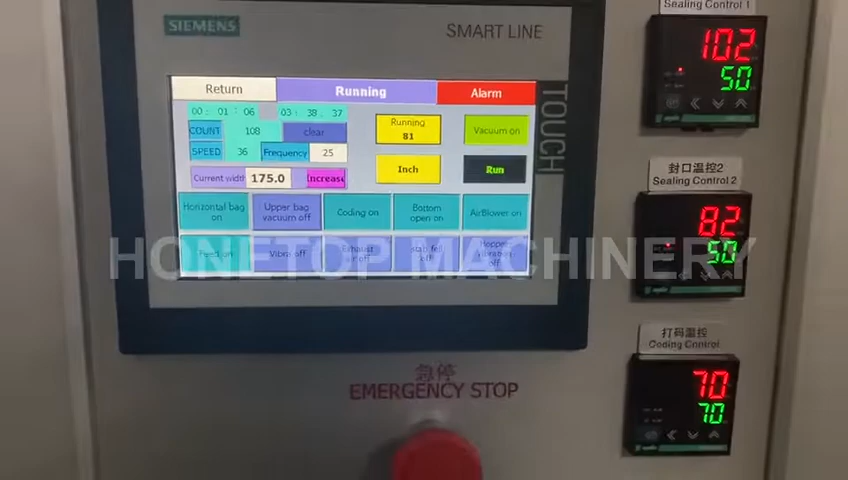 SIEMENS
SMART LINE
Return
Running
Alarm
00: 01: 06
03: 38: 37
COUNT
108
clear
SPEED
36
Frequency
25
Running
81
Vacuum on
Inch
Run
Current width
175.0
Increase
Horizontal bag
on
Upper bag
vacuum off
Coding on
Bottom
open on
AirBlower on
Feed on
Vibra off
Exhaust
off
off
Hopper
vibration
off
TOUCH
HONETOP MACHINERY
急停
EMERGENCY STOP
Sealing Control 1
102
50
封口温控2
Sealing Control 2
82
50
打码温控
Coding Control
70
70